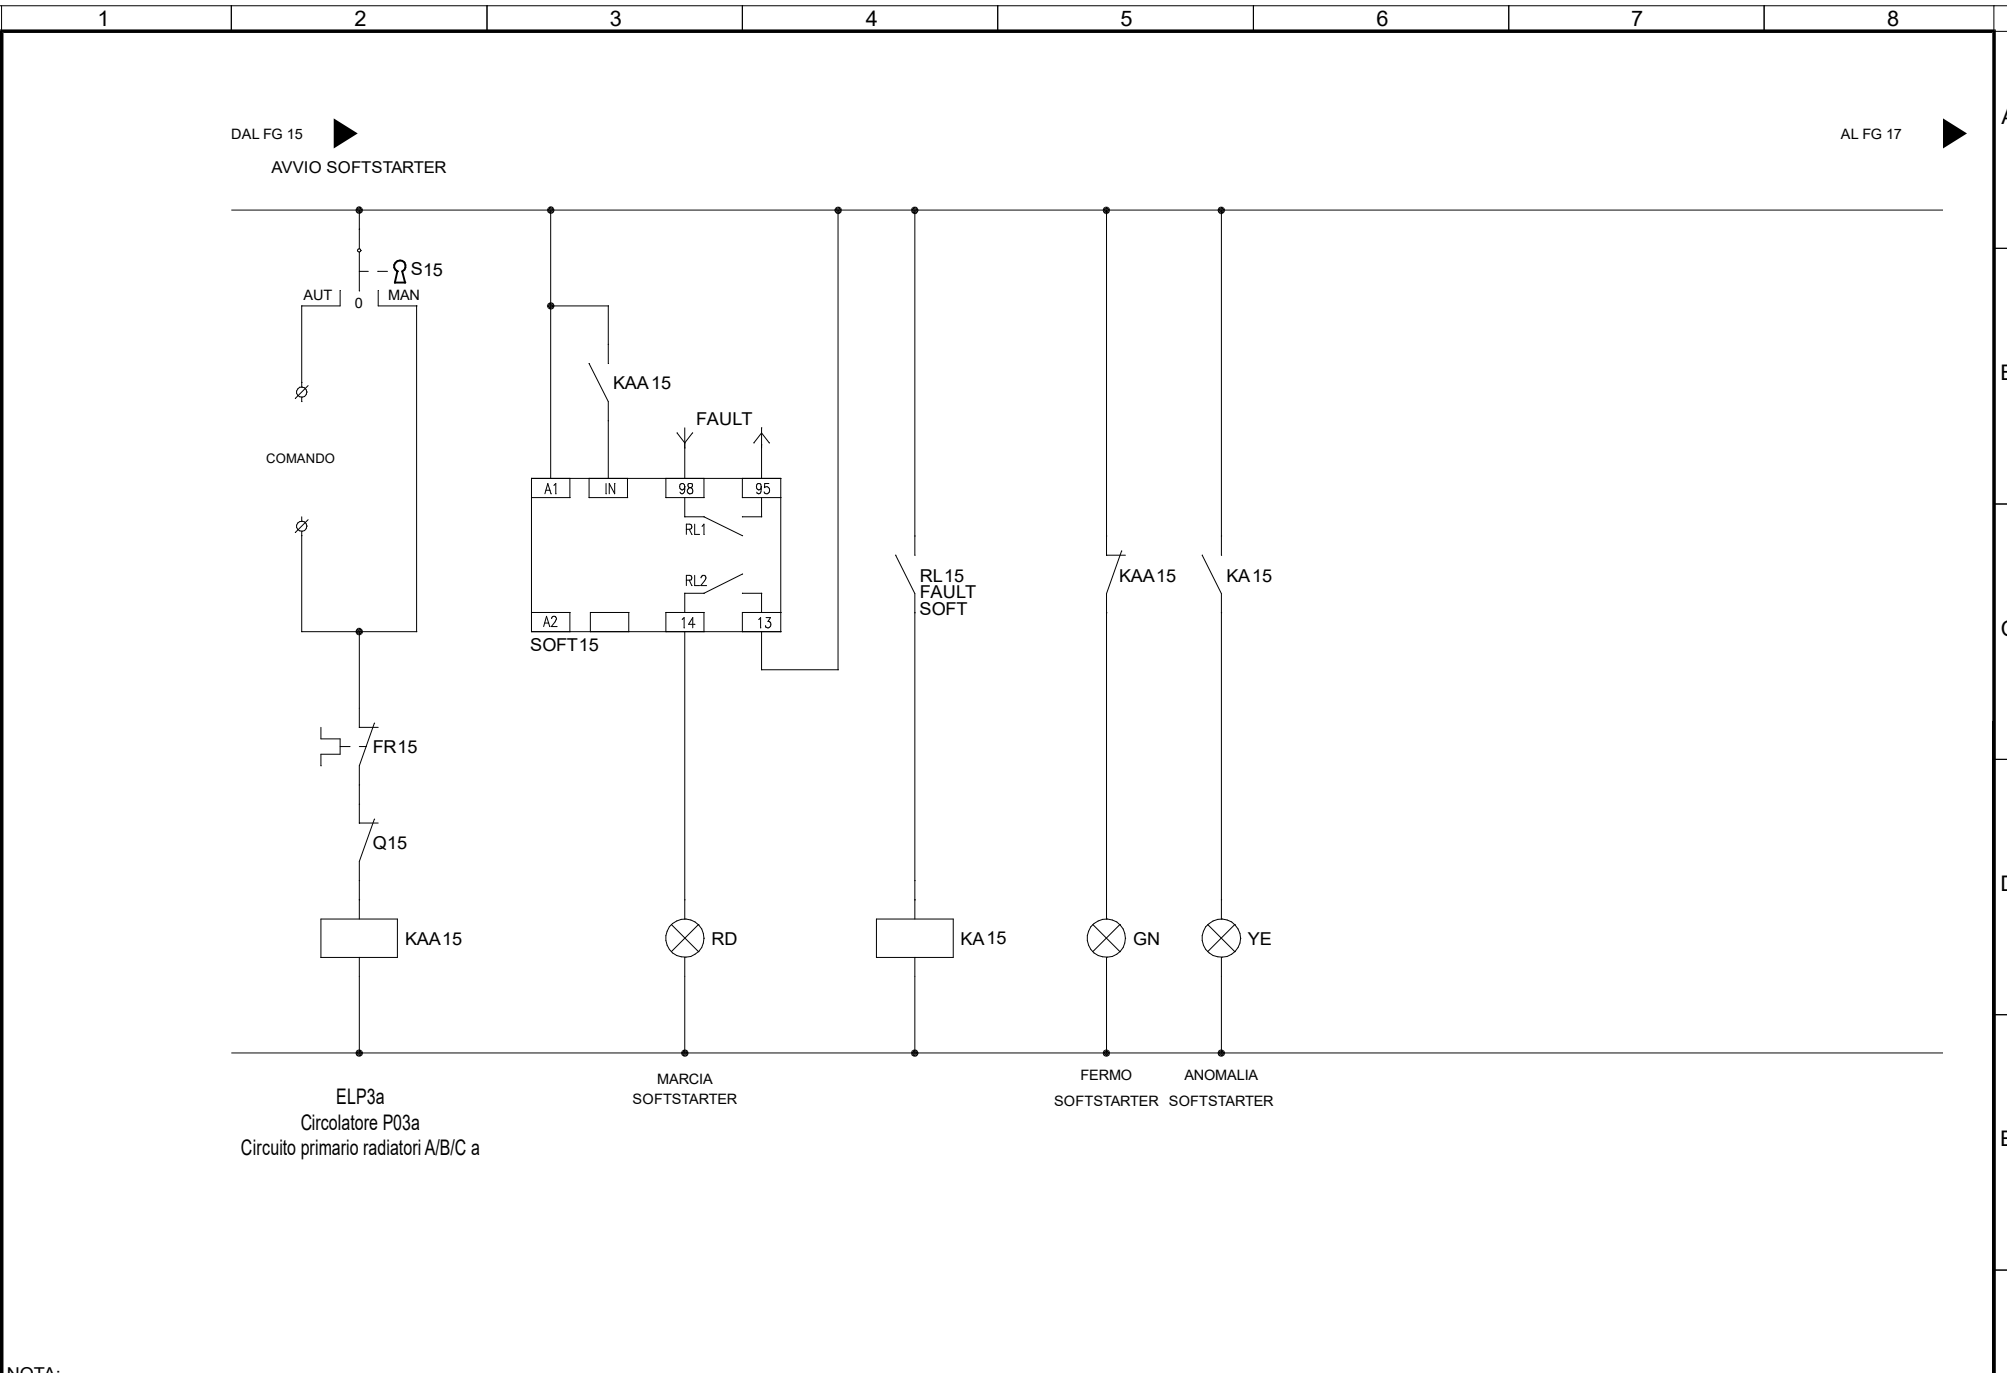 1 2 3 4 5 6 7 8
DAL FG 15
AL FG 17
AVVIO SOFTSTARTER
S15
AUT 0 MAN
KAA15
FAULT
COMANDO
A1 IN 98 95
RL1
RL2
A2 14 13
SOFT15
RL15
FAULT
SOFT
KAA15
KA15
FR15
Q15
KAA15
RD
KA15
GN
YE
MARCIA
SOFTSTARTER
FERMO
SOFTSTARTER
ANOMALIA
SOFTSTARTER
ELP3a
Circolatore P03a
Circuito primario radiatori A/B/C a
NOTA: